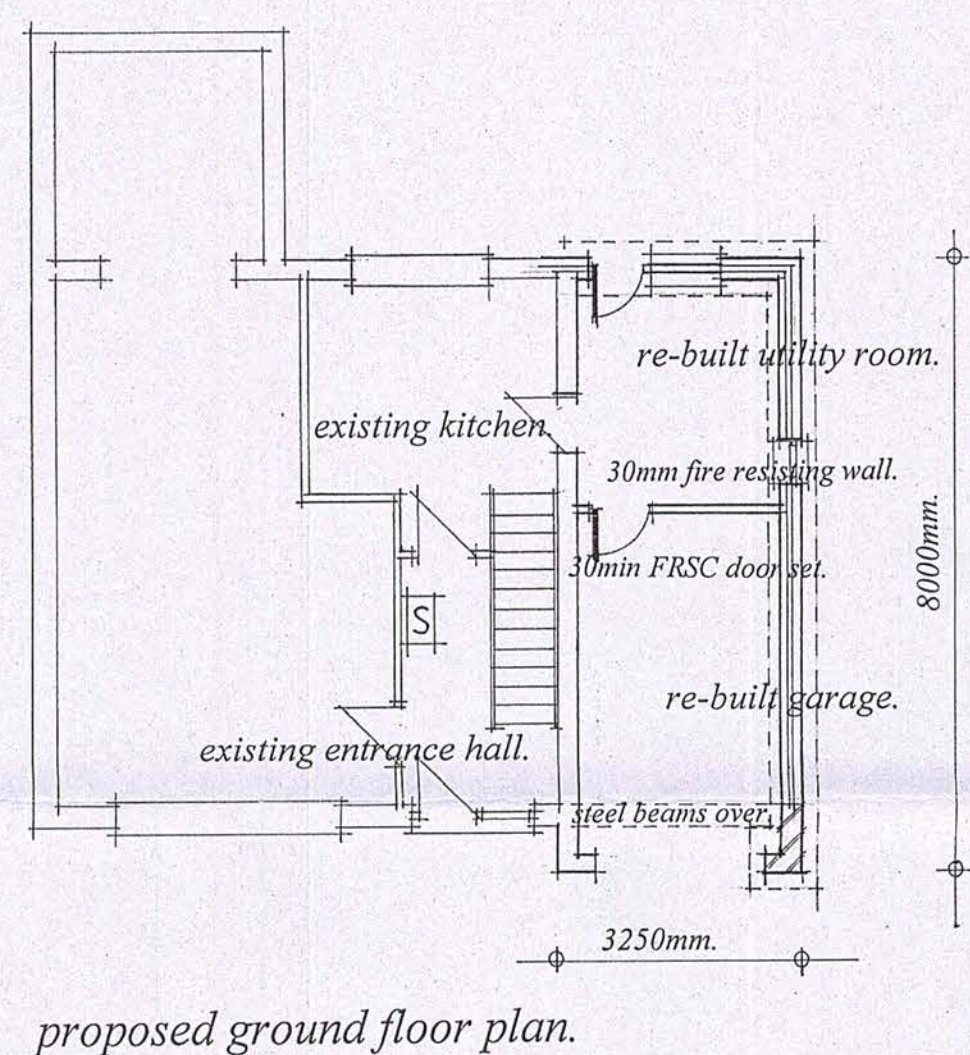 re-built utility room.
existing kitchen.
30mm fire resisting wall.
30min FRSC door set.
8000mm.
S
re-built garage.
existing entrance hall.
steel beams over.
3250mm.
proposed ground floor plan.